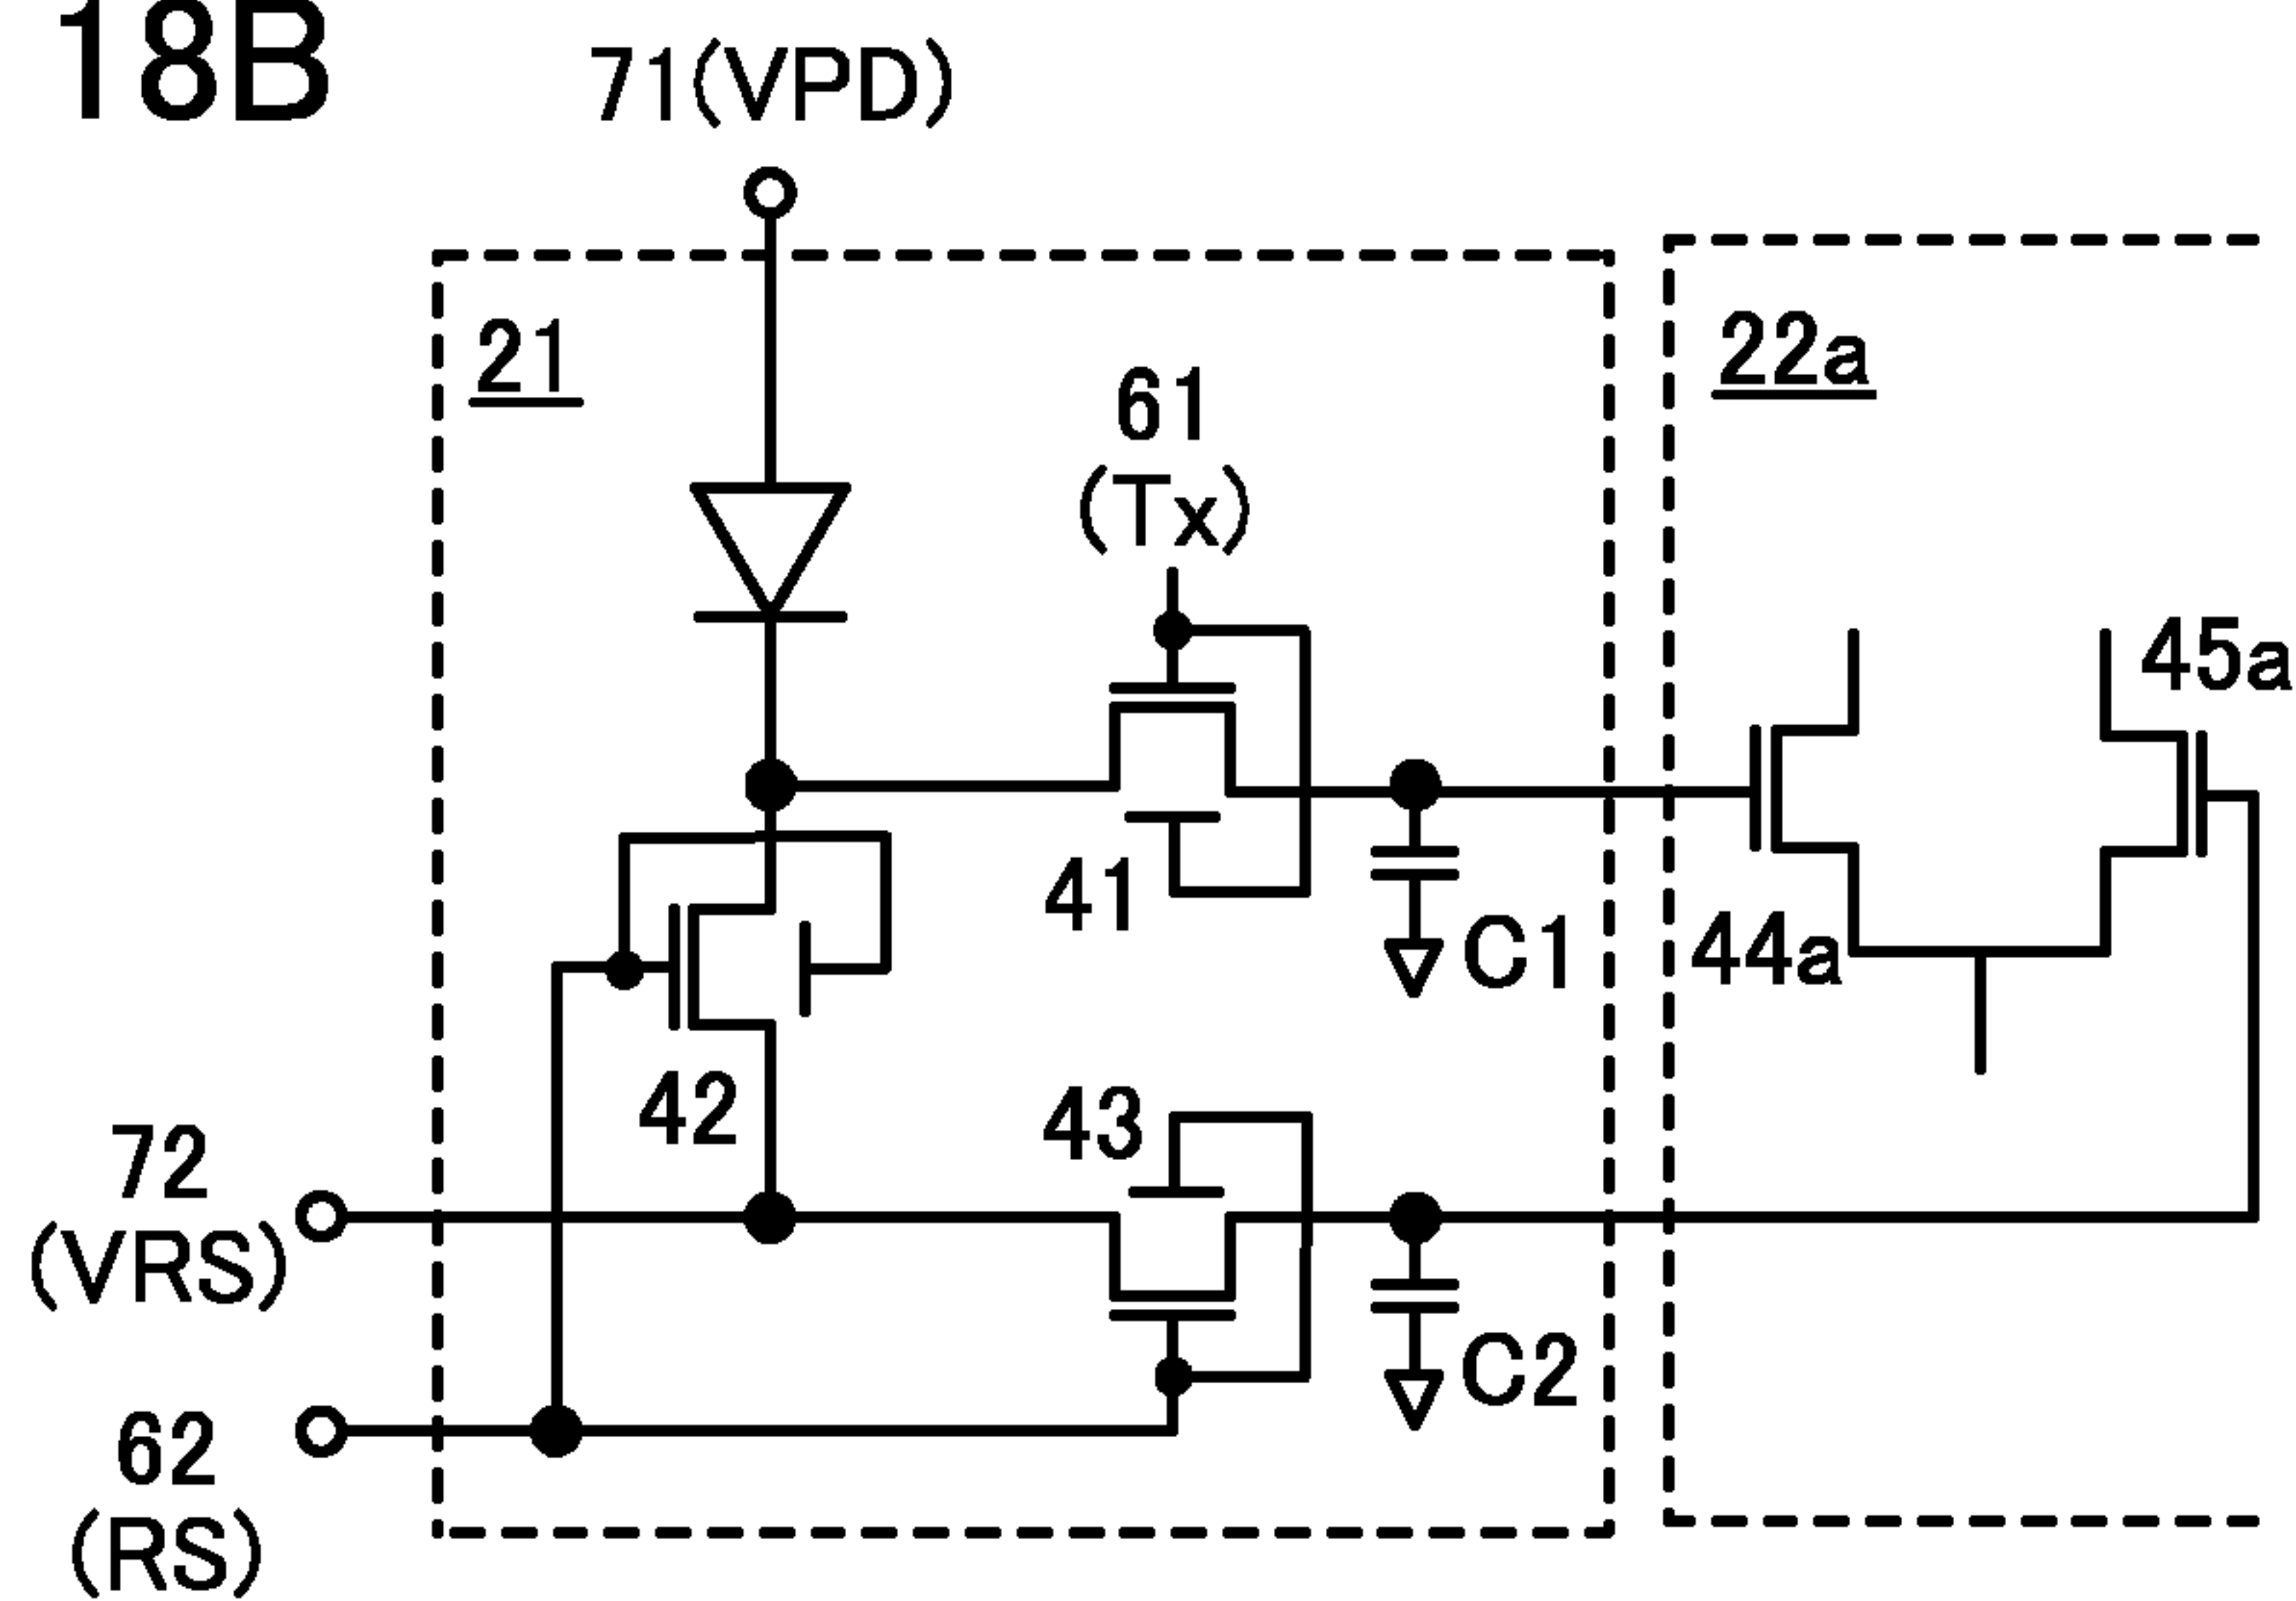 18B
71(VPD)
21
22a
61
(Tx)
45a
41
C1
44a
42
43
72
(VRS)
C2
62
(RS)